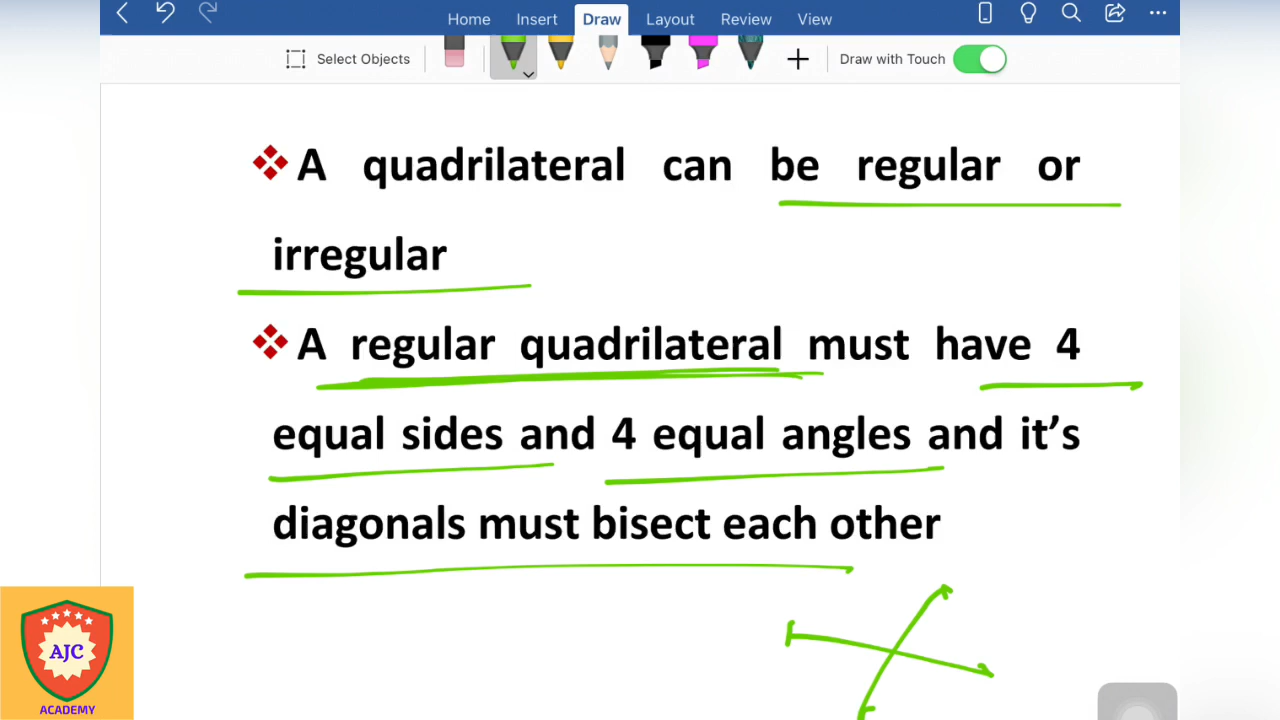 Home Insert Draw Layout Review View
Select Objects Draw with Touch
❖ A quadrilateral can be regular or
irregular
❖ A regular quadrilateral must have 4
equal sides and 4 equal angles and it’s
diagonals must bisect each other
AJC
ACADEMY